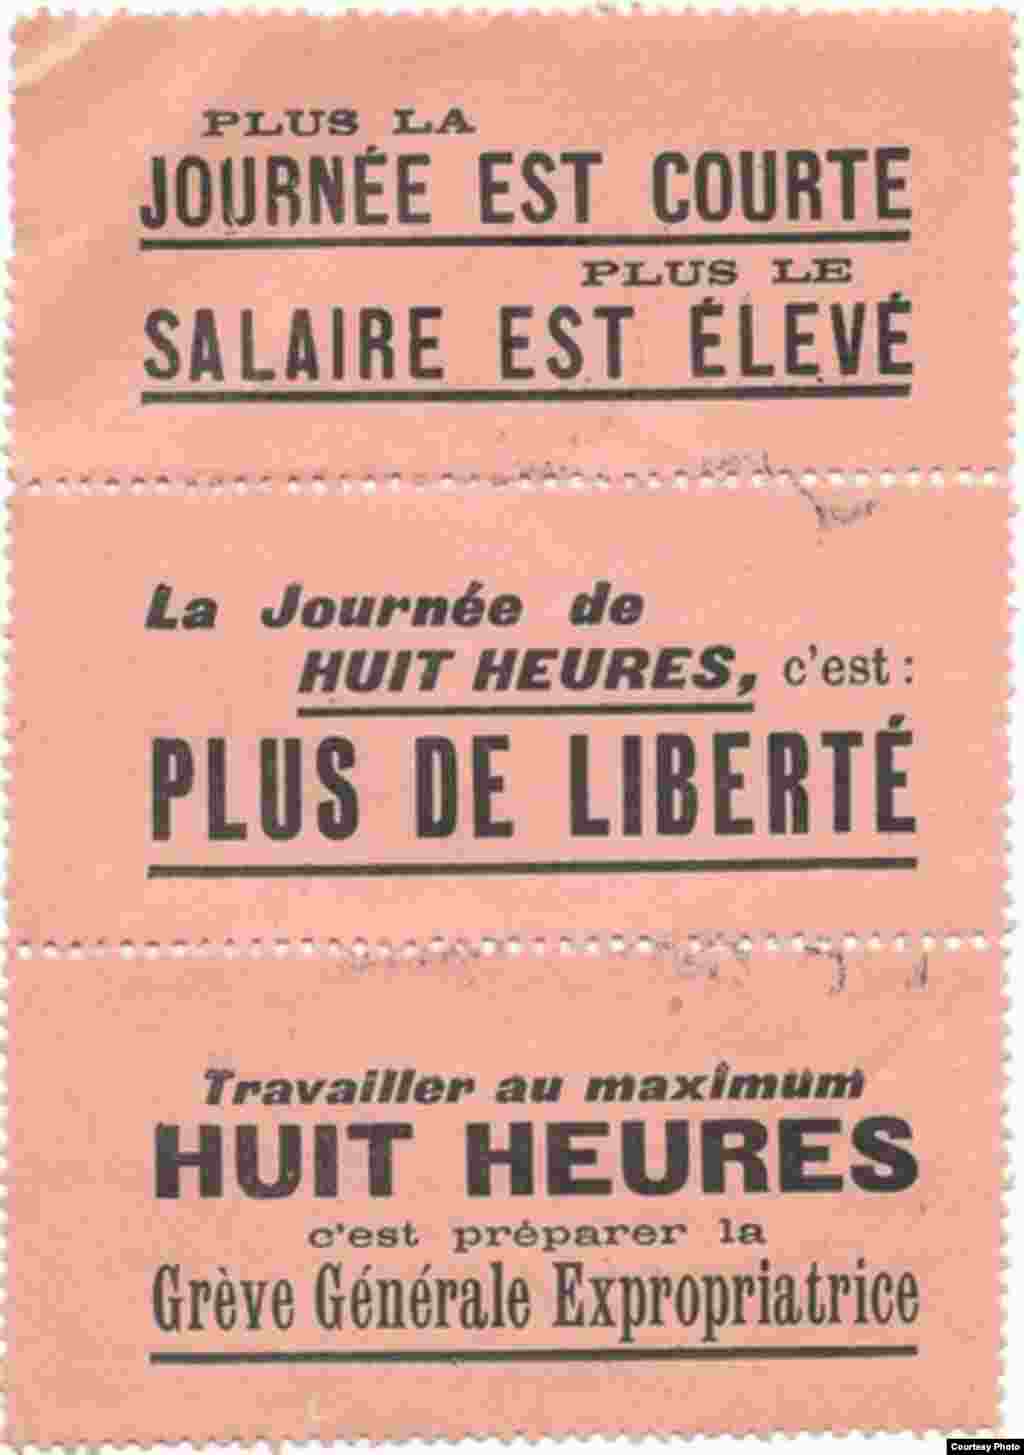 PLUS LA
JOURNÉE EST COURTE
PLUS LE
SALAIRE EST ÉLEVÉ
La Journée de
HUIT HEURES, c'est :
PLUS DE LIBERTÉ
Travailler au maximum
HUIT HEURES
c'est préparer la
Grève Générale Expropriatrice
Courtesy Photo